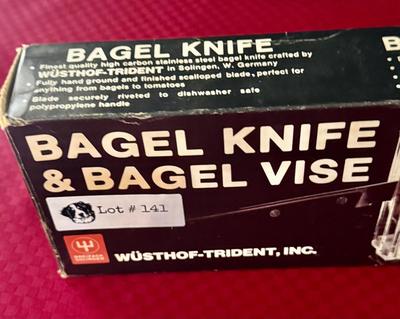 BAGEL KNIFE
Finest quality high carbon stainless steel bagel knife crafted by
WÜSTHOF-TRIDENT in Solingen, W. Germany
Fully hand ground and finished scalloped blade, perfect for
anything from bagels to tomatoes
Blade securely riveted to dishwasher safe
polypropylene handle
B
BAGEL KNIFE
& BAGEL VISE
Lot # 141
DREIZACK
SOLINGEN
WÜSTHOF-TRIDENT, INC.